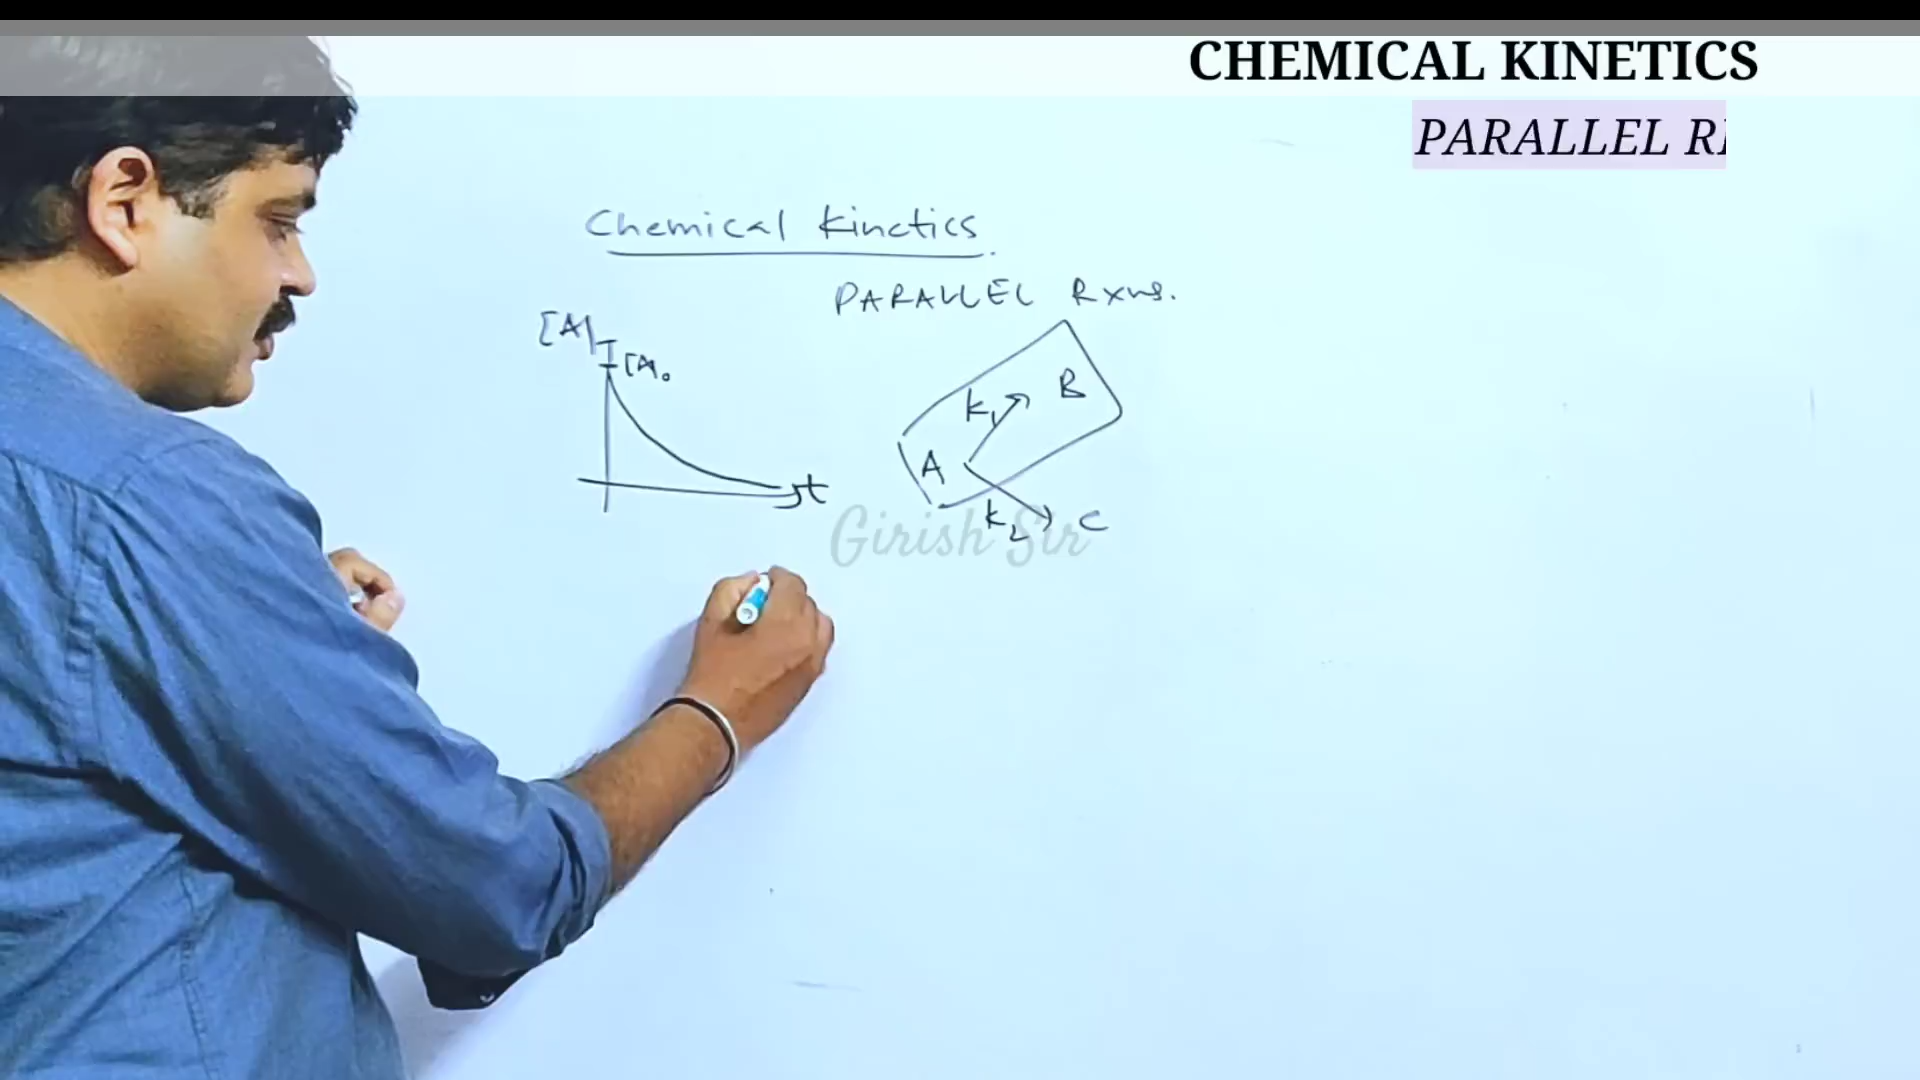 CHEMICAL KINETICS
PARALLEL R
Chemical Kinetics
PARALLEL Rxns.
[A]
[A]₀
t
k₁
B
A
k₂
C
Girish Sir